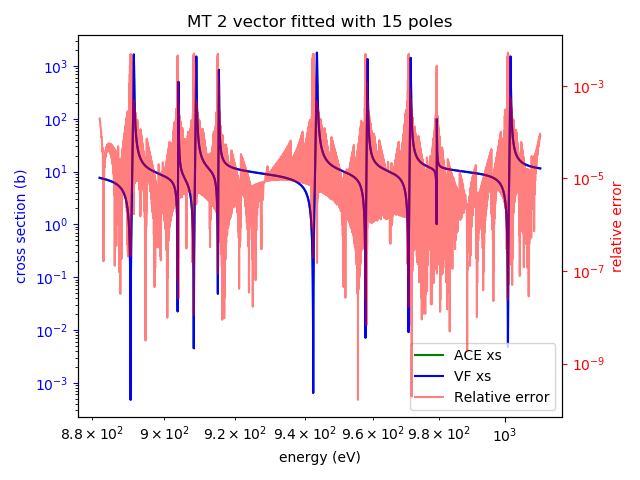 MT 2 vector fitted with 15 poles
cross section (b)
10³
10²
10¹
10⁰
10⁻¹
10⁻²
10⁻³
10⁻³
10⁻⁵
10⁻⁷
10⁻⁹
relative error
ACE xs
VF xs
Relative error
8.8 × 10² 9 × 10² 9.2 × 10² 9.4 × 10² 9.6 × 10² 9.8 × 10² 10³
energy (eV)